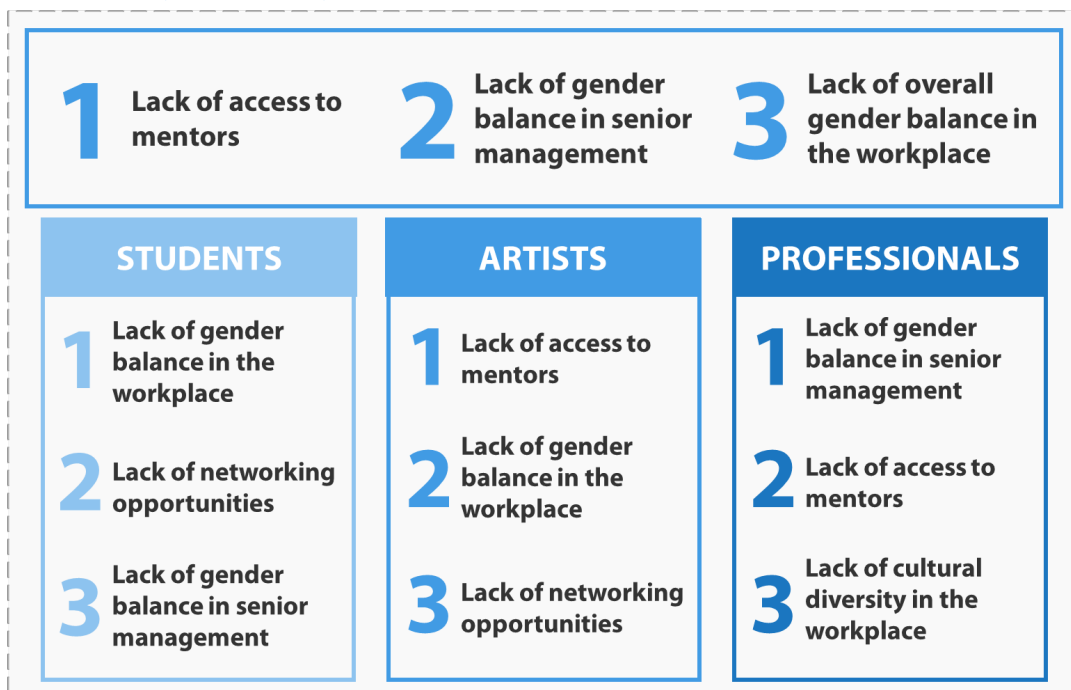 1 Lack of access to
mentors
2 Lack of gender
balance in senior
management
3 Lack of overall
gender balance in
the workplace
STUDENTS
1 Lack of gender
balance in the
workplace
2 Lack of networking
opportunities
3 Lack of gender
balance in senior
management
ARTISTS
1 Lack of access to
mentors
2 Lack of gender
balance in the
workplace
3 Lack of networking
opportunities
PROFESSIONALS
1 Lack of gender
balance in senior
management
2 Lack of access to
mentors
3 Lack of cultural
diversity in the
workplace